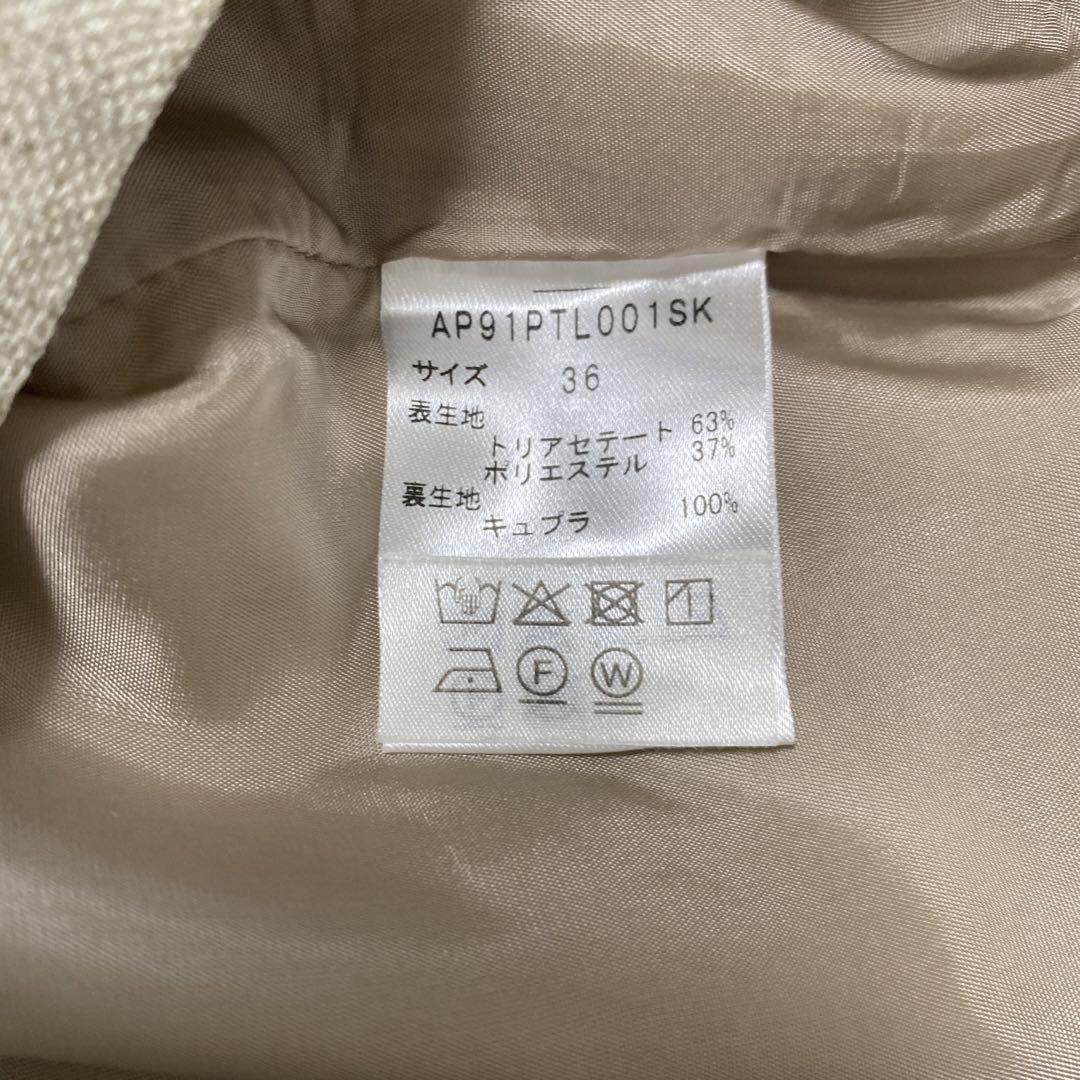 AP91PTL001SK
サイズ 36
表生地
トリアセテート 63%
ポリエステル 37%
裏生地
キュプラ 100%
F W